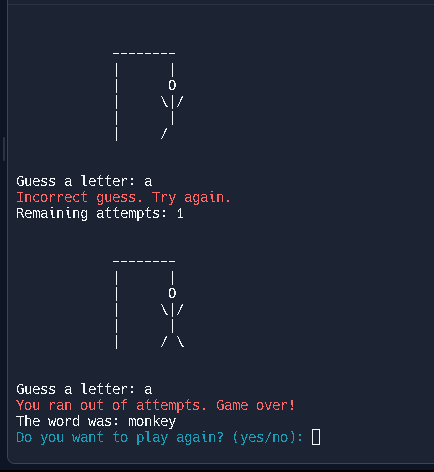 --------
|      |
|      O
|     \|/
|      |
|     /
Guess a letter: a
Incorrect guess. Try again.
Remaining attempts: 1
--------
|      |
|      O
|     \|/
|      |
|     / \
Guess a letter: a
You ran out of attempts. Game over!
The word was: monkey
Do you want to play again? (yes/no):